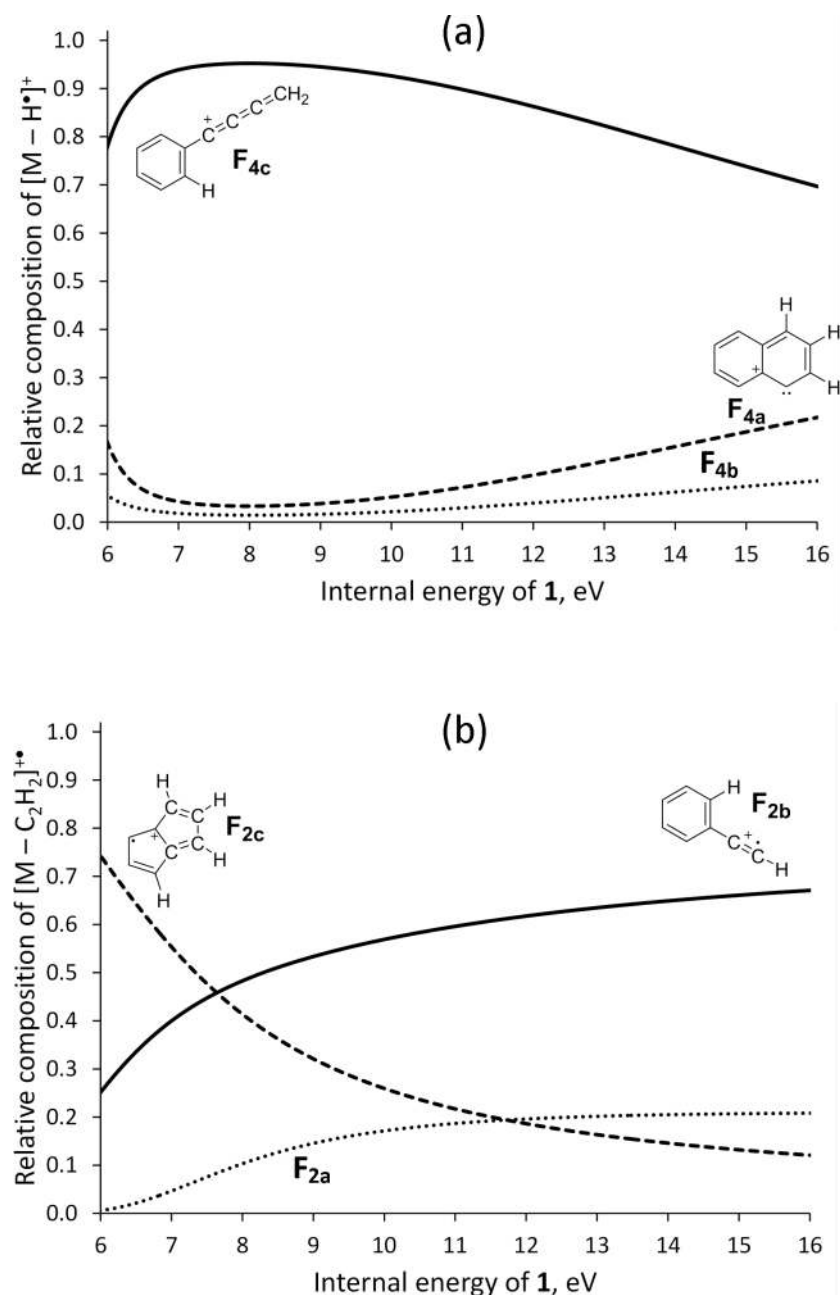 (a)
Relative composition of [M – H•]⁺
1.0
0.9
0.8
0.7
0.6
0.5
0.4
0.3
0.2
0.1
0.0
+
C=C=C=CH₂
F₄c
H
H
H
+
H
••
F₄a
F₄b
6 7 8 9 10 11 12 13 14 15 16
Internal energy of 1, eV
(b)
Relative composition of [M – C₂H₂]⁺•
1.0
0.9
0.8
0.7
0.6
0.5
0.4
0.3
0.2
0.1
0.0
H
C
H
C
+
C
C
•
C
H
H
F₂c
H
F₂b
+ •
C=C
H
F₂a
6 7 8 9 10 11 12 13 14 15 16
Internal energy of 1, eV